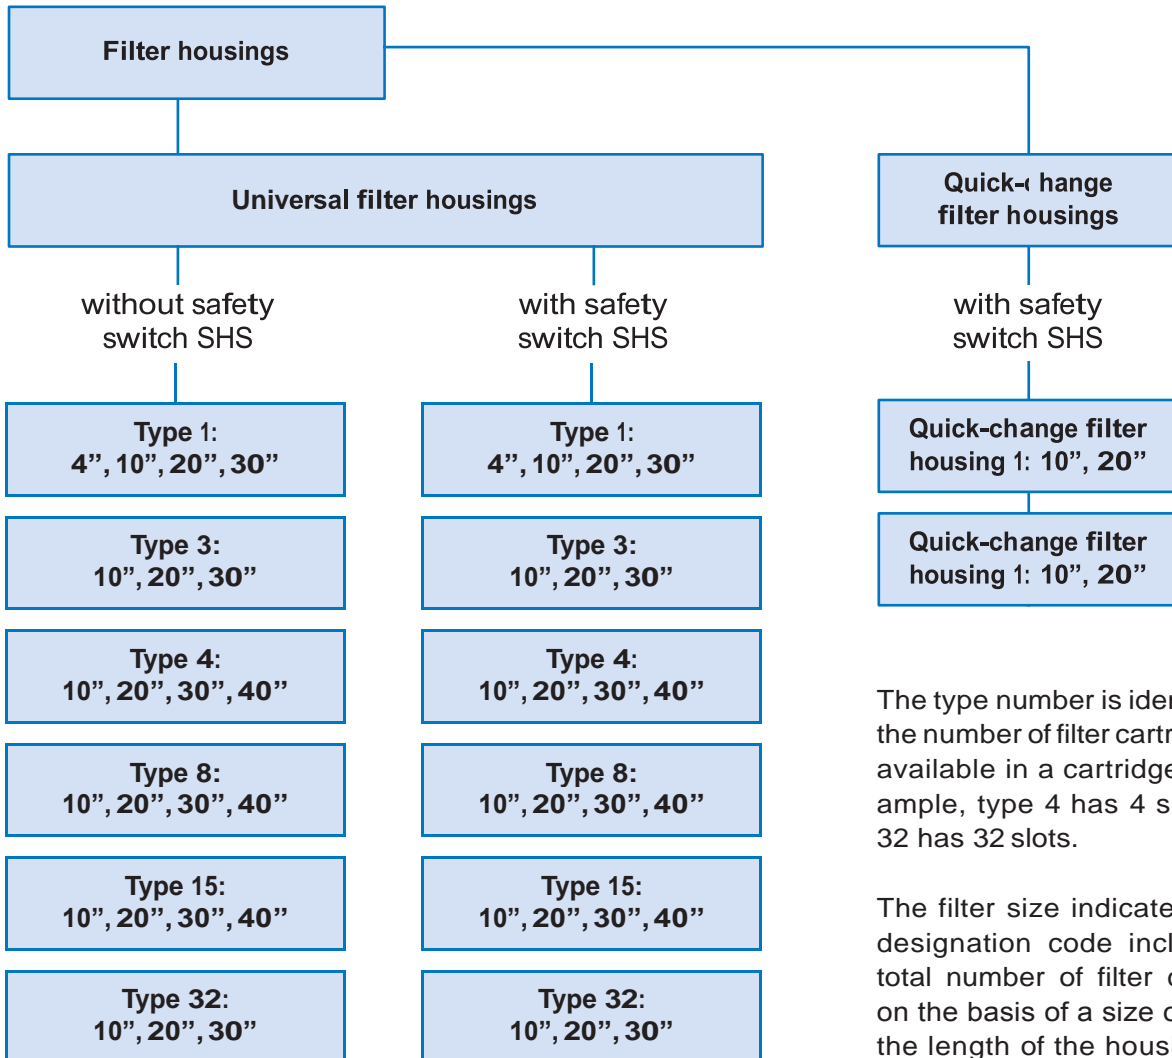 Filter housings
Universal filter housings
Quick-change
filter housings
without safety
switch SHS
with safety
switch SHS
with safety
switch SHS
Type 1:
4”, 10”, 20”, 30”
Type 3:
10”, 20”, 30”
Type 4:
10”, 20”, 30”, 40”
Type 8:
10”, 20”, 30”, 40”
Type 15:
10”, 20”, 30”, 40”
Type 32:
10”, 20”, 30”
Type 1:
4”, 10”, 20”, 30”
Type 3:
10”, 20”, 30”
Type 4:
10”, 20”, 30”, 40”
Type 8:
10”, 20”, 30”, 40”
Type 15:
10”, 20”, 30”, 40”
Type 32:
10”, 20”, 30”
Quick-change filter
housing 1: 10”, 20”
Quick-change filter
housing 1: 10”, 20”
The type number is
the number of filter
available in a cartridge
ample, type 4 has 4
32 has 32 slots.
The filter size
designation code
total number of filter
on the basis of a size
the length of the